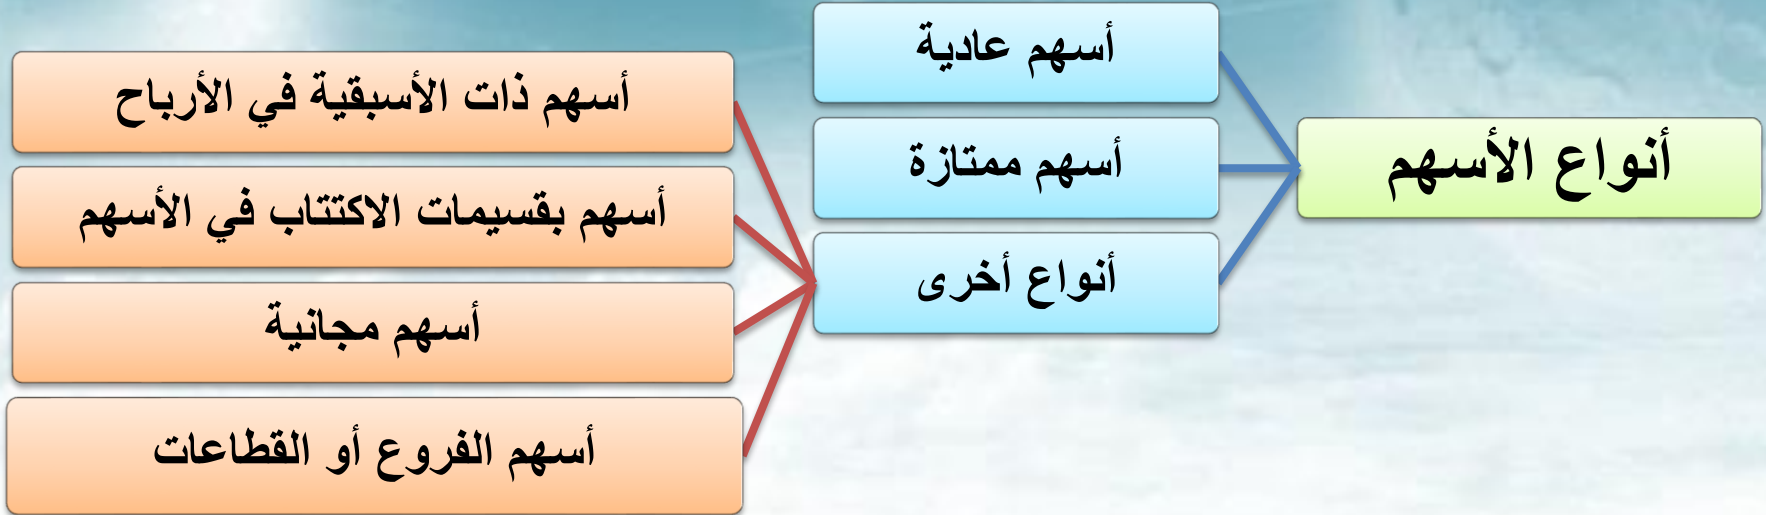 أنواع الأسهم
أسهم عادية
أسهم ممتازة
أنواع أخرى
أسهم ذات الأسبقية في الأرباح
أسهم بقسيمات الاكتتاب في الأسهم
أسهم مجانية
أسهم الفروع أو القطاعات